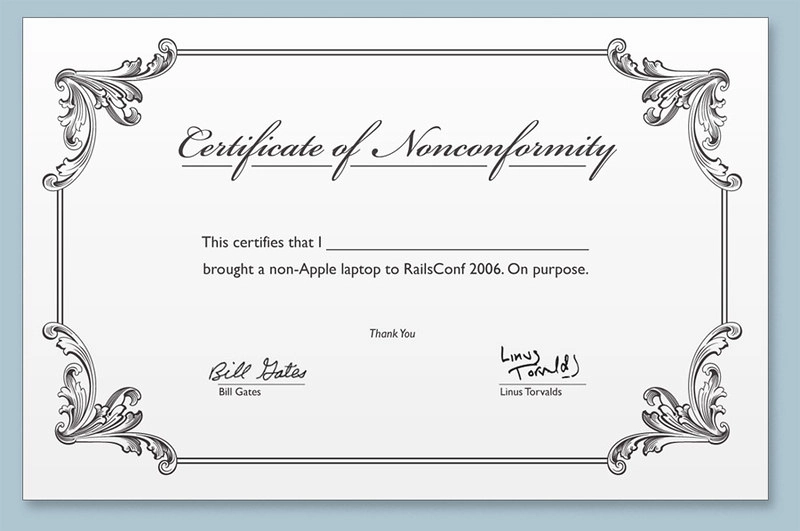 Certificate of Nonconformity
This certifies that I
brought a non-Apple laptop to RailsConf 2006. On purpose.
Thank You
Bill Gates
Linus
Torvalds
Bill Gates
Linus Torvalds